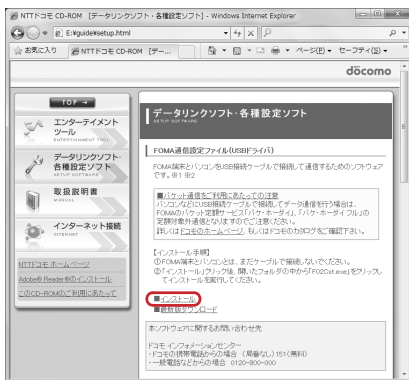 NTTドコモ CD-ROM [データリンクソフト・各種設定ソフト] - Windows Internet Explorer
E:¥guide¥setup.html
お気に入り
NTTドコモ CD-ROM [デー...
ページ(P)
セーフティ(S)
döcomo
TOP
エンターテイメント
ツール
ENTERTAINMENT TOOL
データリンクソフト・
各種設定ソフト
SETUP SOFTWARE
取扱説明書
MANUAL
インターネット接続
INTERNET
NTTドコモ ホームページ
Adobe® Reader®のインストール
このCD-ROMのご利用にあたって
データリンクソフト・各種設定ソフト
SETUP SOFTWARE
FOMA通信設定ファイル(USBドライバ)
FOMA端末とパソコンをUSB接続ケーブルで接続して通信するためのソフトウェア
です。※1 ※2
■パケット通信をご利用にあたっての注意
パソコンなどにUSB接続ケーブルで接続してデータ通信を行う場合は、
FOMAのパケット定額サービス「パケ・ホーダイ」、「パケ・ホーダイフル」の
定額対象外通信となりますのでご注意ください。
詳しくはドコモのホームページ、もしくはドコモのカタログをご確認下さい。
【インストール手順】
①FOMA端末とパソコンとは、まだケーブルで接続しないでください。
②「インストール」クリック後、開いたフォルダの中から「F02Cst.exe」をクリックし
てインストールを実行してください。
■インストール
■最新版ダウンロード
本ソフトウェアに関するお問い合わせ先
ドコモ インフォメーションセンター
・ドコモの携帯電話からの場合 (局番なし)151(無料)
・一般電話などからの場合 0120-800-000